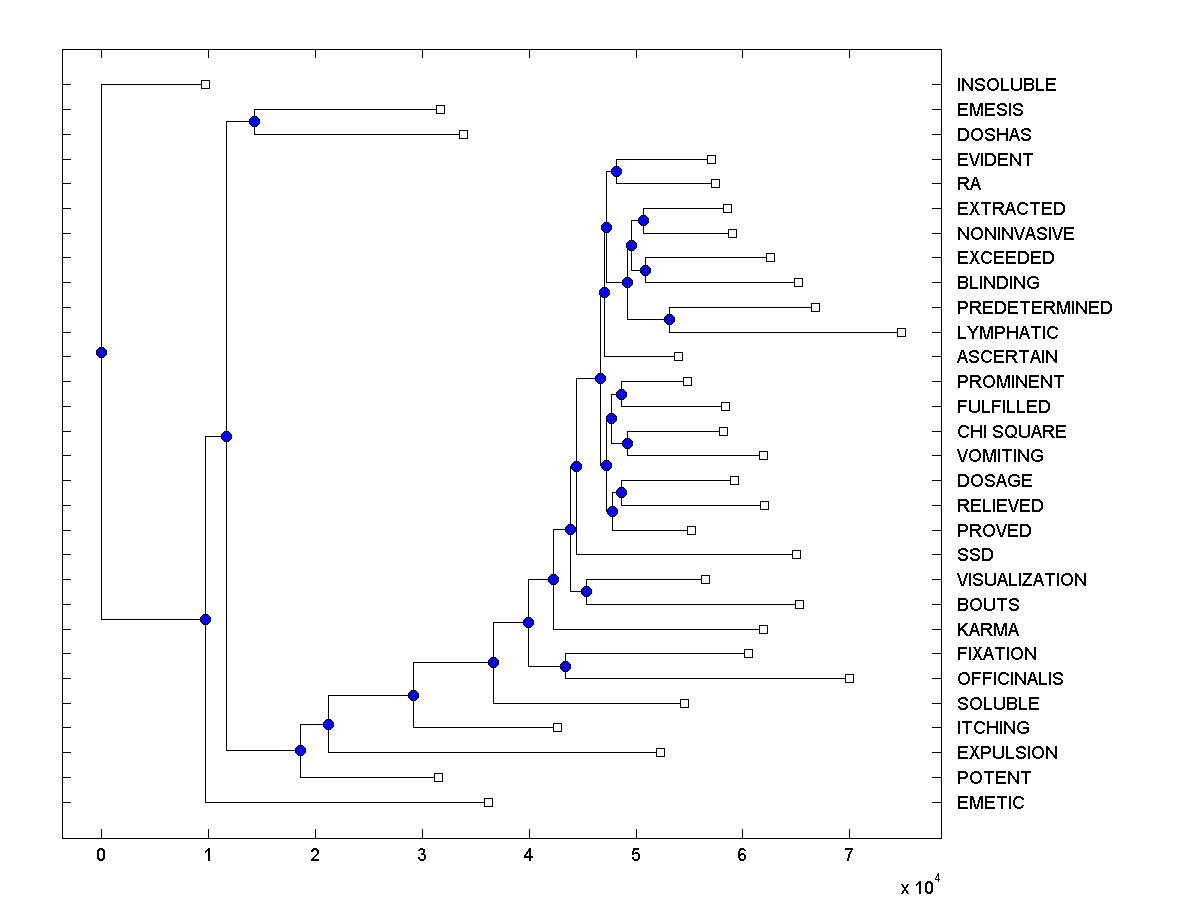 INSOLUBLE
EMESIS
DOSHAS
EVIDENT
RA
EXTRACTED
NONINVASIVE
EXCEEDED
BLINDING
PREDETERMINED
LYMPHATIC
ASCERTAIN
PROMINENT
FULFILLED
CHI SQUARE
VOMITING
DOSAGE
RELIEVED
PROVED
SSD
VISUALIZATION
BOUTS
KARMA
FIXATION
OFFICINALIS
SOLUBLE
ITCHING
EXPULSION
POTENT
EMETIC
0 1 2 3 4 5 6 7
x 10^4